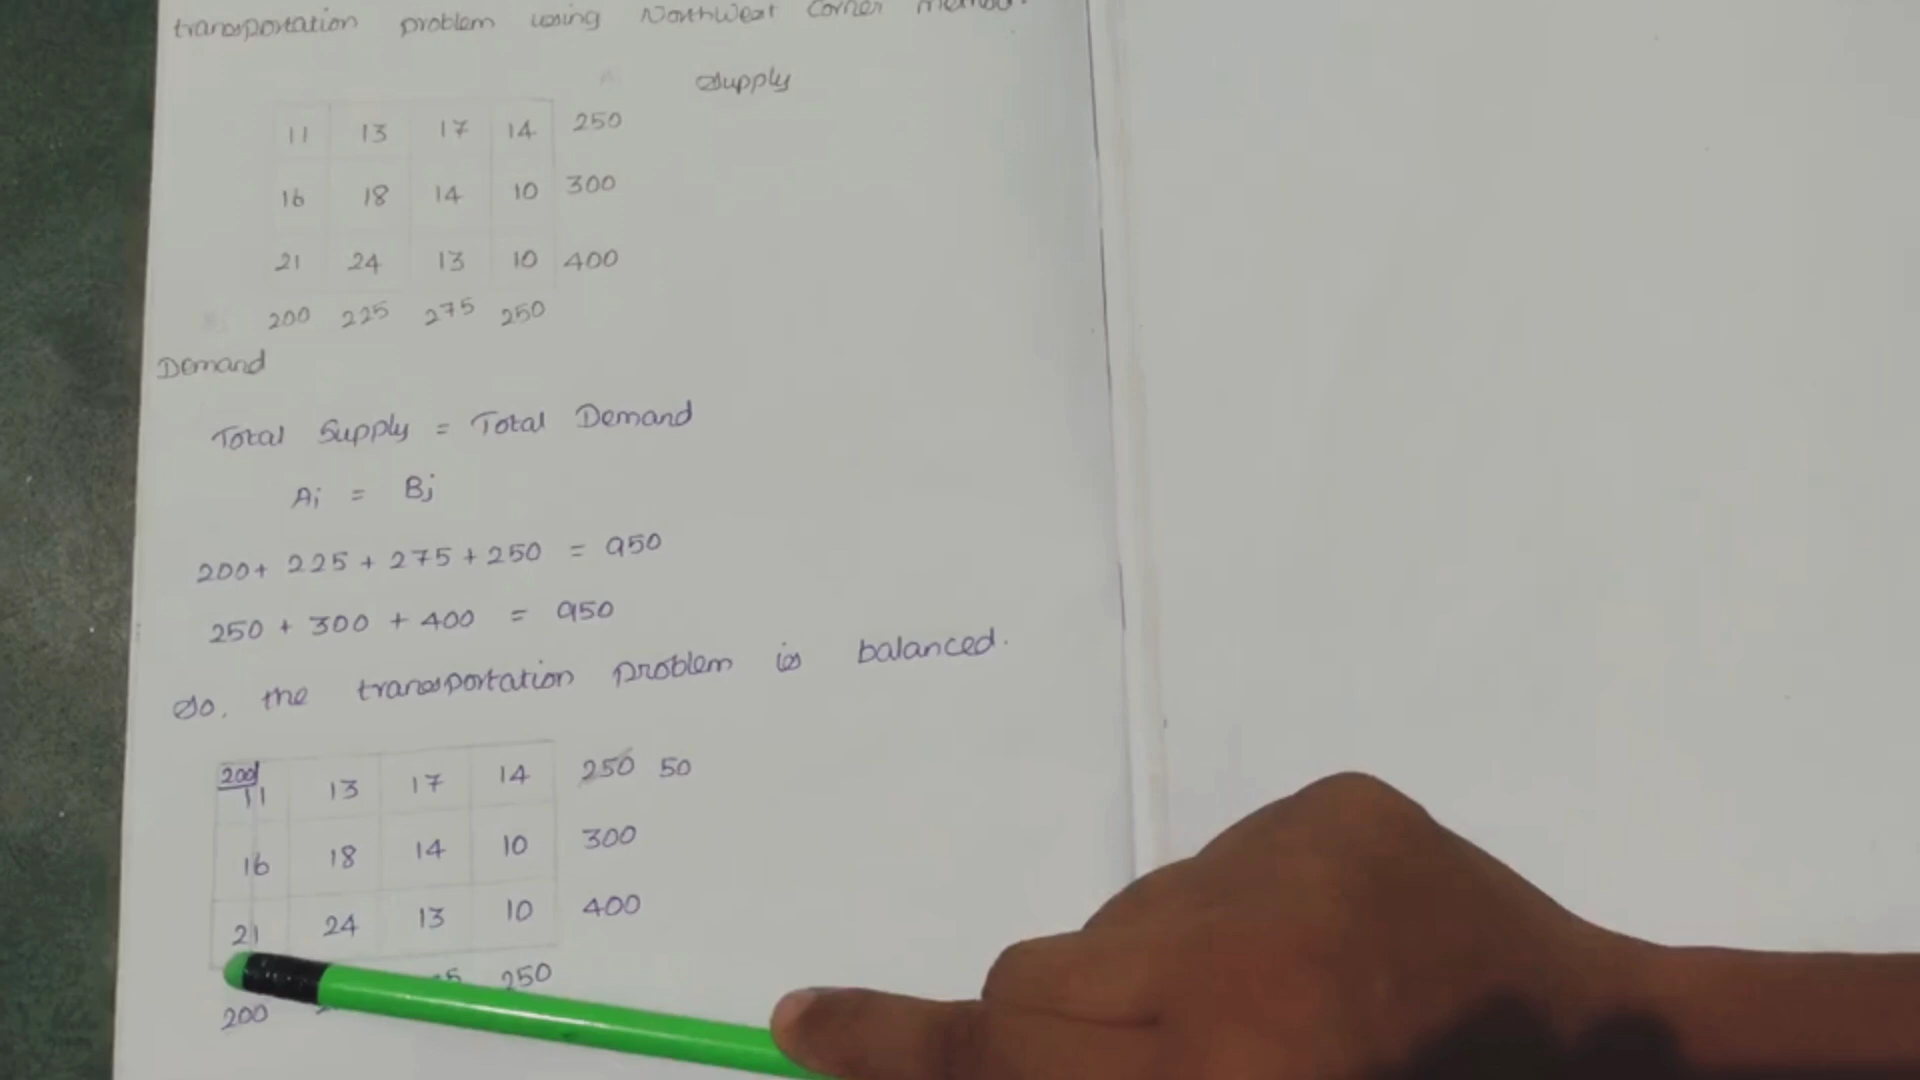 transportation problem using NorthWest Corner method.
Supply
11 13 17 14 250
16 18 14 10 300
21 24 13 10 400
200 225 275 250
Demand
Total Supply = Total Demand
Ai = Bj
200+ 225 + 275 + 250 = 950
250 + 300 + 400 = 950
So. the transportation problem is balanced.
200
11 13 17 14 250 50
16 18 14 10 300
21 24 13 10 400
200 250